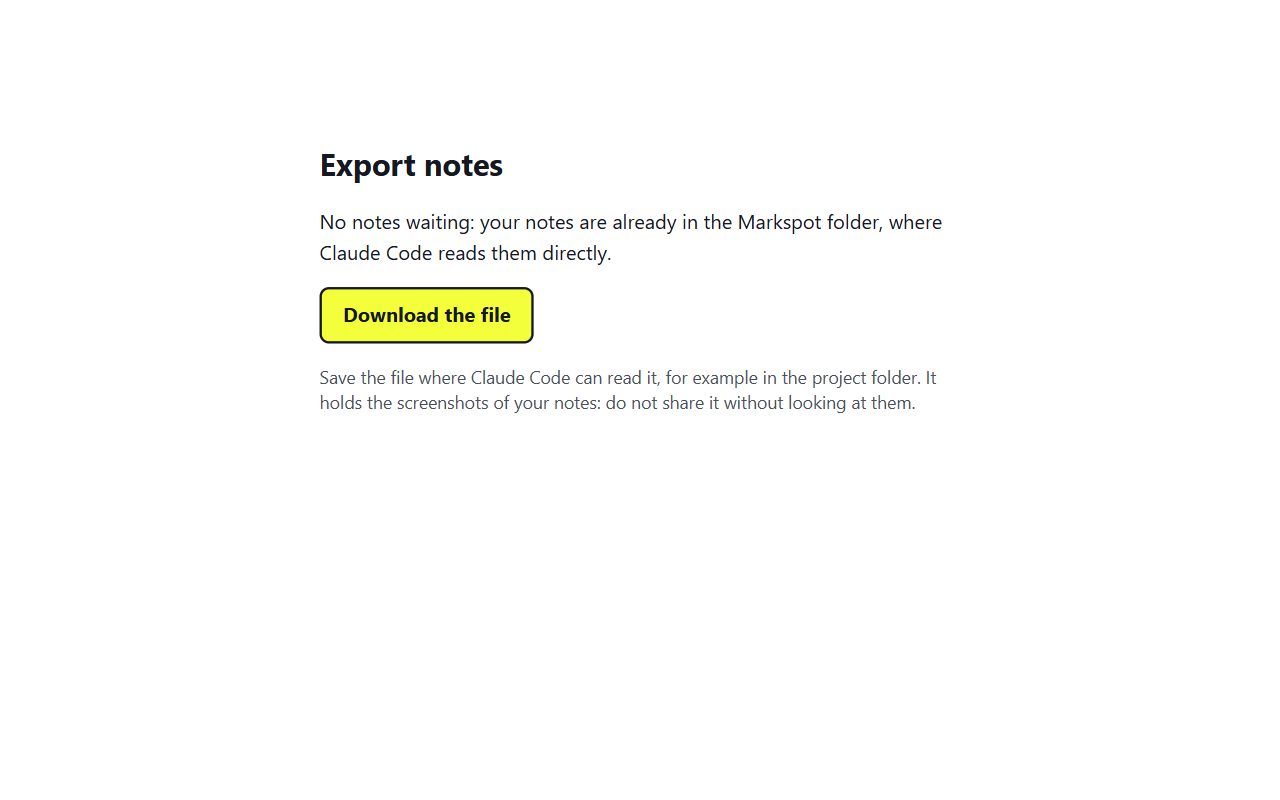 Export notes
No notes waiting: your notes are already in the Markspot folder, where
Claude Code reads them directly.
Download the file
Save the file where Claude Code can read it, for example in the project folder. It
holds the screenshots of your notes: do not share it without looking at them.